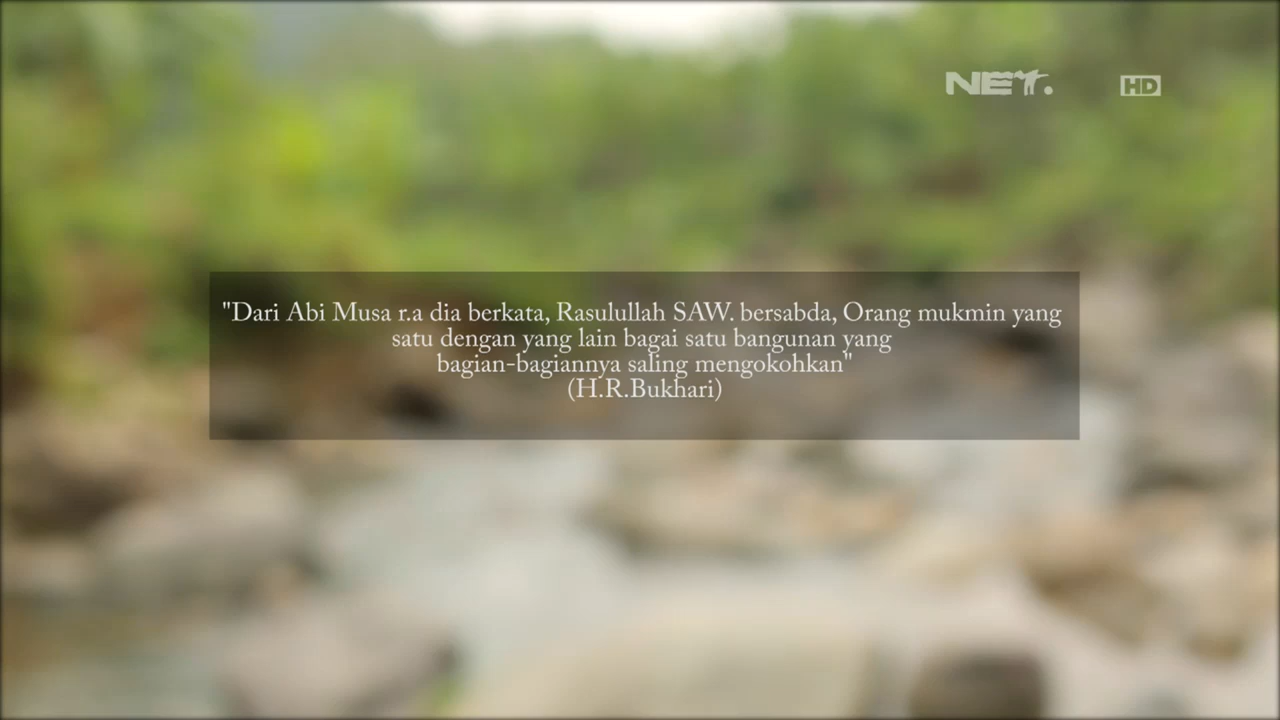 NET.
HD
"Dari Abi Musa r.a dia berkata, Rasulullah SAW. bersabda, Orang mukmin yang
satu dengan yang lain bagai satu bangunan yang
bagian-bagiannya saling mengokohkan"
(H.R.Bukhari)